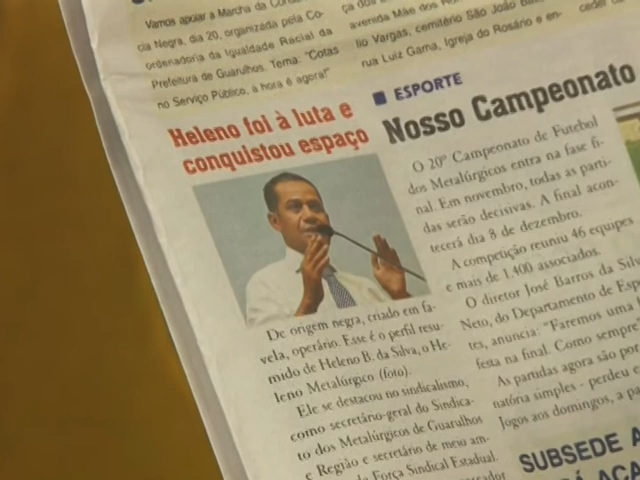 Vamos apoiar a Marcha da
cia Negra, dia 20, organizada pela Co-
ordenadoria da Igualdade Racial da
Prefeitura de Guarulhos. Tema: "Cotas
no Serviço Público, a hora é agora!"
avenida Mãe dos
lio Vargas, cemitério São João
rua Luiz Gama, Igreja do Rosário e en-
Heleno foi à luta e
conquistou espaço
De origem negra, criado em fa-
vela, operário. Esse é o perfil resu-
mido de Heleno B. da Silva, o He-
leno Metalúrgico (foto).
Ele se destacou no sindicalismo,
como secretário-geral do Sindica-
to dos Metalúrgicos de Guarulhos
e Região e secretário de meio am-
da Força Sindical Estadual.
ESPORTE
Nosso Campeonato
O 20º Campeonato de Futebol
dos Metalúrgicos entra na fase fi-
nal. Em novembro, todas as parti-
das serão decisivas. A final acon-
tecerá dia 8 de dezembro.
A competição reuniu 46 equipes
e mais de 1.400 associados.
O diretor José Barros da Silva
Neto, do Departamento de Espor
tes, anuncia: "Faremos uma
festa na final. Como sempre
As partidas agora são por
natória simples - perdeu e
Jogos aos domingos, a pa
SUBSEDE A